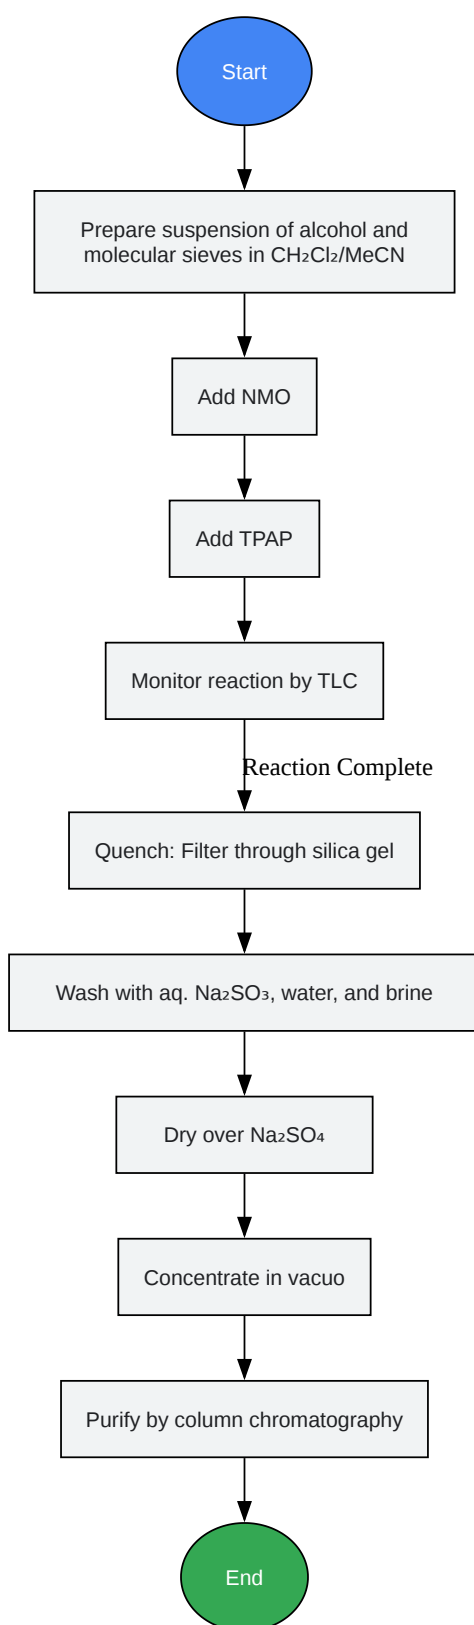 Start
Prepare suspension of alcohol and
molecular sieves in CH₂Cl₂/MeCN
Add NMO
Add TPAP
Monitor reaction by TLC
Reaction Complete
Quench: Filter through silica gel
Wash with aq. Na₂SO₃, water, and brine
Dry over Na₂SO₄
Concentrate in vacuo
Purify by column chromatography
End